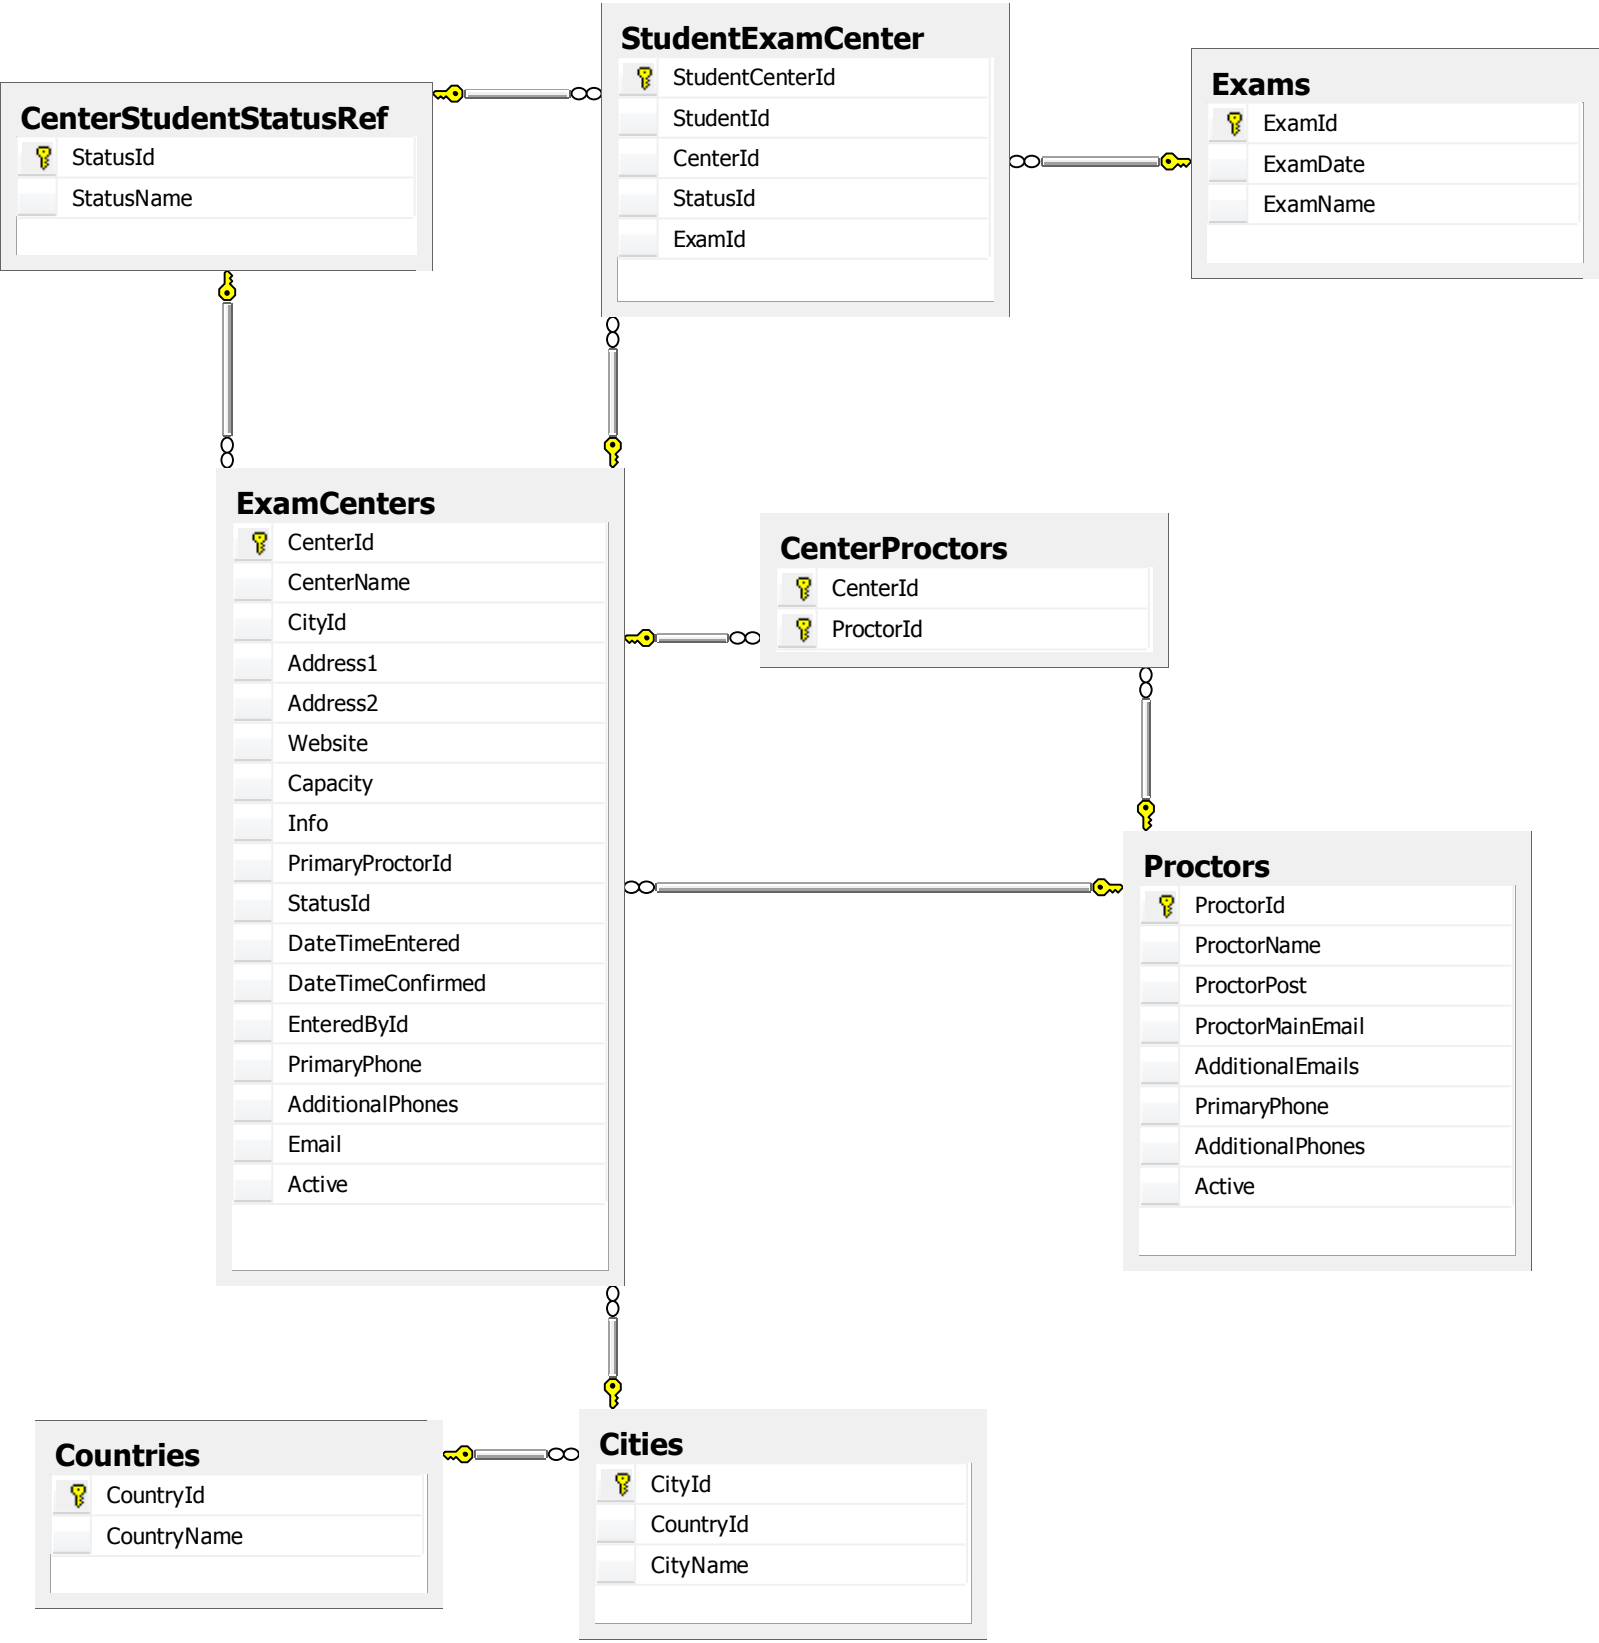 StudentExamCenter
StudentCenterId
StudentId
CenterId
StatusId
ExamId
Exams
ExamId
ExamDate
ExamName
CenterStudentStatusRef
StatusId
StatusName
ExamCenters
CenterId
CenterName
CityId
Address1
Address2
Website
Capacity
Info
PrimaryProctorId
StatusId
DateTimeEntered
DateTimeConfirmed
EnteredById
PrimaryPhone
AdditionalPhones
Email
Active
CenterProctors
CenterId
ProctorId
Proctors
ProctorId
ProctorName
ProctorPost
ProctorMainEmail
AdditionalEmails
PrimaryPhone
AdditionalPhones
Active
Countries
CountryId
CountryName
Cities
CityId
CountryId
CityName